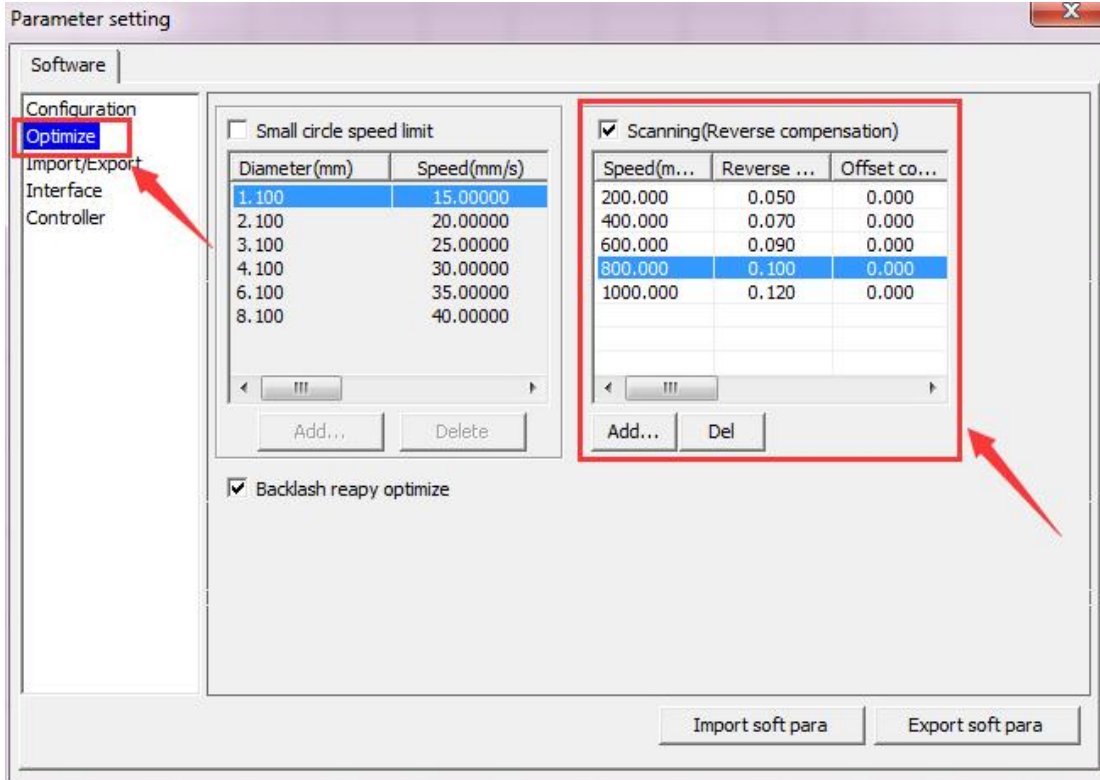 Parameter setting
Software
Configuration
Optimize
Import/Export
Interface
Controller
Small circle speed limit
Diameter(mm) Speed(mm/s)
1.100 15.00000
2.100 20.00000
3.100 25.00000
4.100 30.00000
6.100 35.00000
8.100 40.00000
Add... Delete
Scanning(Reverse compensation)
Speed(m... Reverse ... Offset co...
200.000 0.050 0.000
400.000 0.070 0.000
600.000 0.090 0.000
800.000 0.100 0.000
1000.000 0.120 0.000
Add... Del
Backlash reapy optimize
Import soft para Export soft para